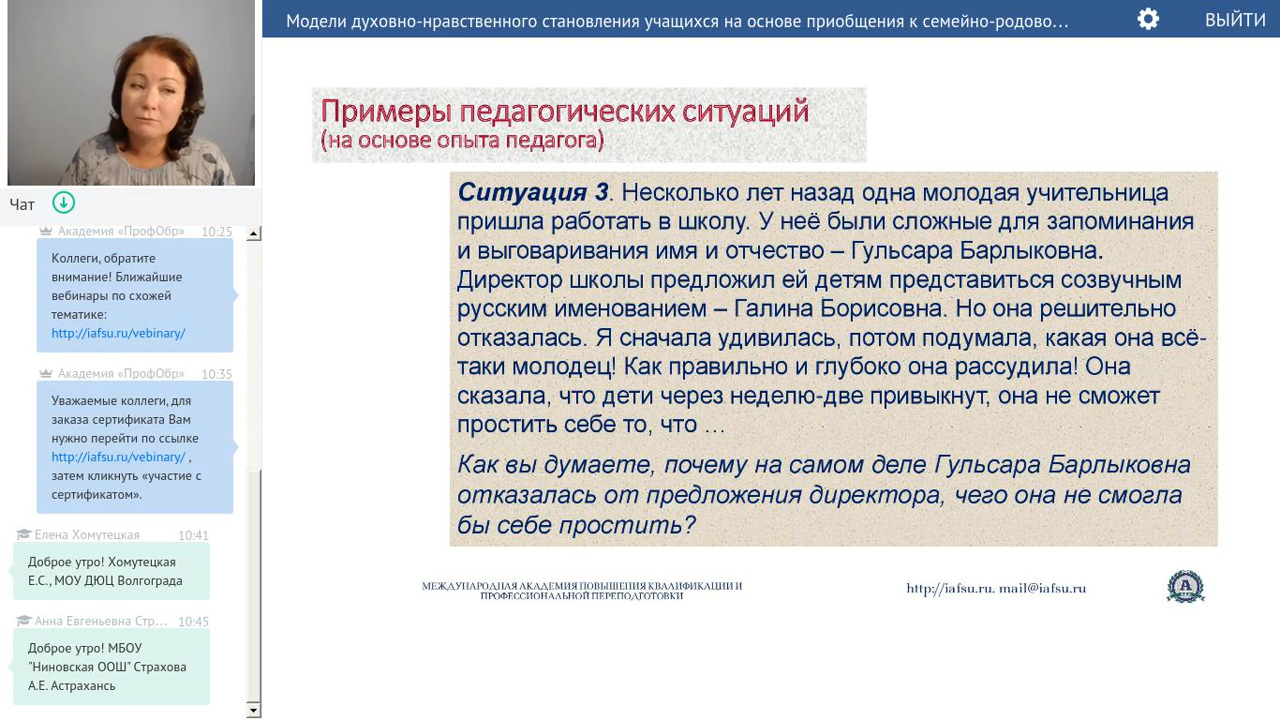 Модели духовно-нравственного становления учащихся на основе приобщения к семейно-родово...
ВЫЙТИ
Чат
Академия «ПрофОбр» 10:25
Коллеги, обратите
внимание! Ближайшие
вебинары по схожей
тематике:
http://iafsu.ru/vebinary/
Академия «ПрофОбр» 10:35
Уважаемые коллеги, для
заказа сертификата Вам
нужно перейти по ссылке
http://iafsu.ru/vebinary/ ,
затем кликнуть «участие с
сертификатом».
Елена Хомутецкая 10:41
Доброе утро! Хомутецкая
Е.С., МОУ ДЮЦ Волгограда
Анна Евгеньевна Стр... 10:45
Доброе утро! МБОУ
"Ниновская ООШ" Страхова
А.Е. Астрахансь
Примеры педагогических ситуаций
(на основе опыта педагога)
Ситуация 3. Несколько лет назад одна молодая учительница
пришла работать в школу. У неё были сложные для запоминания
и выговаривания имя и отчество – Гульсара Барлыковна.
Директор школы предложил ей детям представиться созвучным
русским именованием – Галина Борисовна. Но она решительно
отказалась. Я сначала удивилась, потом подумала, какая она всё-
таки молодец! Как правильно и глубоко она рассудила! Она
сказала, что дети через неделю-две привыкнут, она не сможет
простить себе то, что ...
Как вы думаете, почему на самом деле Гульсара Барлыковна
отказалась от предложения директора, чего она не смогла
бы себе простить?
МЕЖДУНАРОДНАЯ АКАДЕМИЯ ПОВЫШЕНИЯ КВАЛИФИКАЦИИ И
ПРОФЕССИОНАЛЬНОЙ ПЕРЕПОДГОТОВКИ
http://iafsu.ru. mail@iafsu.ru